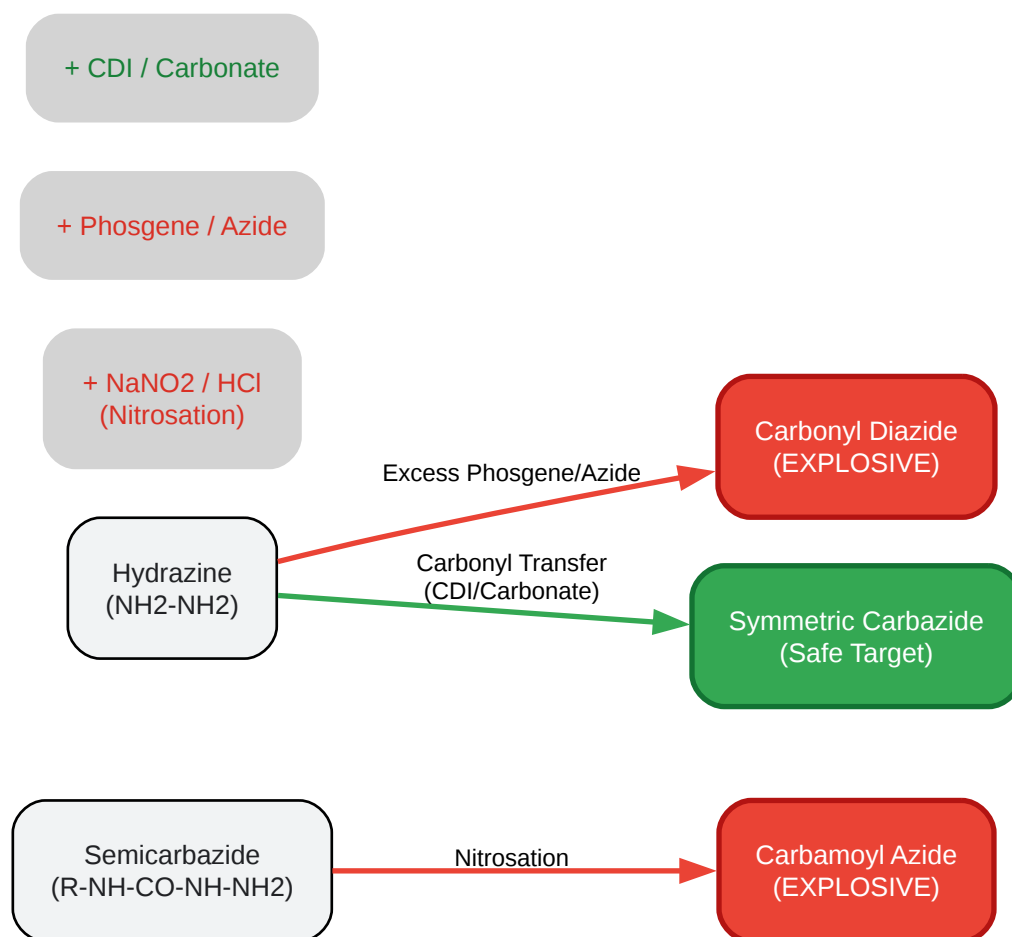 + CDI / Carbonate
+ Phosgene / Azide
+ NaNO2 / HCl
(Nitrosation)
Carbonyl Diazide
(EXPLOSIVE)
Excess Phosgene/Azide
Hydrazine
(NH2-NH2)
Carbonyl Transfer
(CDI/Carbonate)
Symmetric Carbazide
(Safe Target)
Semicarbazide
(R-NH-CO-NH-NH2)
Nitrosation
Carbamoyl Azide
(EXPLOSIVE)